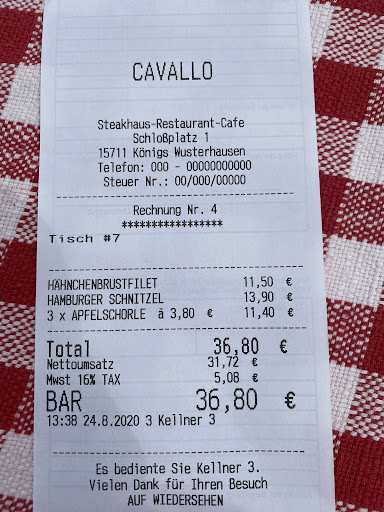 CAVALLO
Steakhaus-Restaurant-Cafe
Schloßplatz 1
15711 Königs Wusterhausen
Telefon: 000 - 00000000000
Steuer Nr.: 00/000/00000
--------------------------------
Rechnung Nr. 4
*****************
Tisch #7
--------------------------------
HÄHNCHENBRUSTFILET 11,50 €
HAMBURGER SCHNITZEL 13,90 €
3 x APFELSCHORLE à 3,80 € 11,40 €
--------------------------------
Total 36,80 €
Nettoumsatz 31,72 €
Mwst 16% TAX 5,08 €
BAR 36,80 €
13:38 24.8.2020 3 Kellner 3
--------------------------------
Es bediente Sie Kellner 3.
Vielen Dank für Ihren Besuch
AUF WIEDERSEHEN